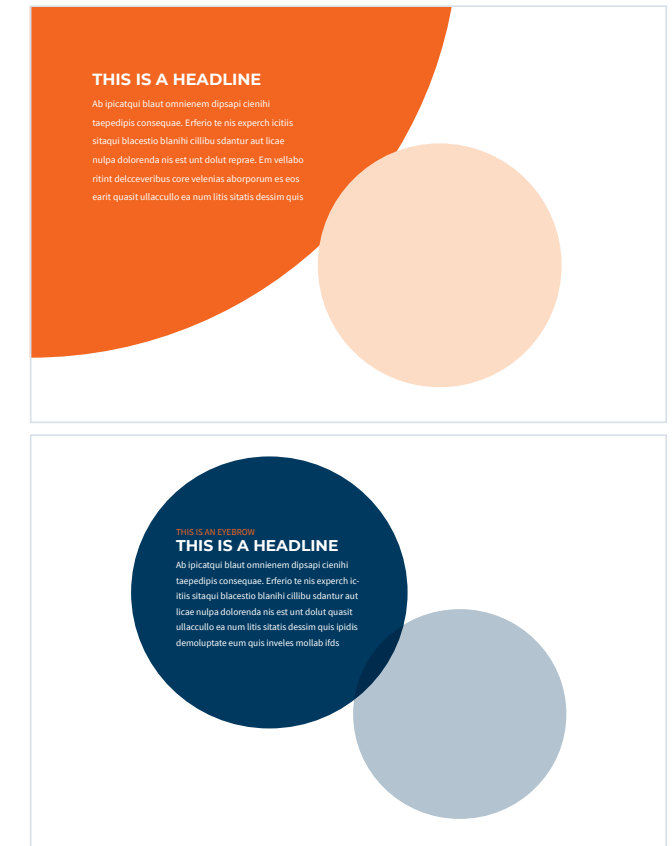 THIS IS A HEADLINE
Ab ipicatqui blaut omnienem dipsapi cienihi
taepedipis consequae. Erferio te nis experch icitiis
sitaqui blacestio blanihi cillibu sdantur aut licae
nulpa dolorenda nis est unt dolut reprae. Em vellabo
ritint delcceveribus core velenias aborporum es eos
earit quasit ullacullo ea num litis sitatis dessim quis
THIS IS AN EYEBROW
THIS IS A HEADLINE
Ab ipicatqui blaut omnienem dipsapi cienihi
taepedipis consequae. Erferio te nis experch ic-
itiis sitaqui blacestio blanihi cillibu sdantur aut
licae nulpa dolorenda nis est unt dolut quasit
ullacullo ea num litis sitatis dessim quis ipidis
demoluptate eum quis inveles mollab ifds